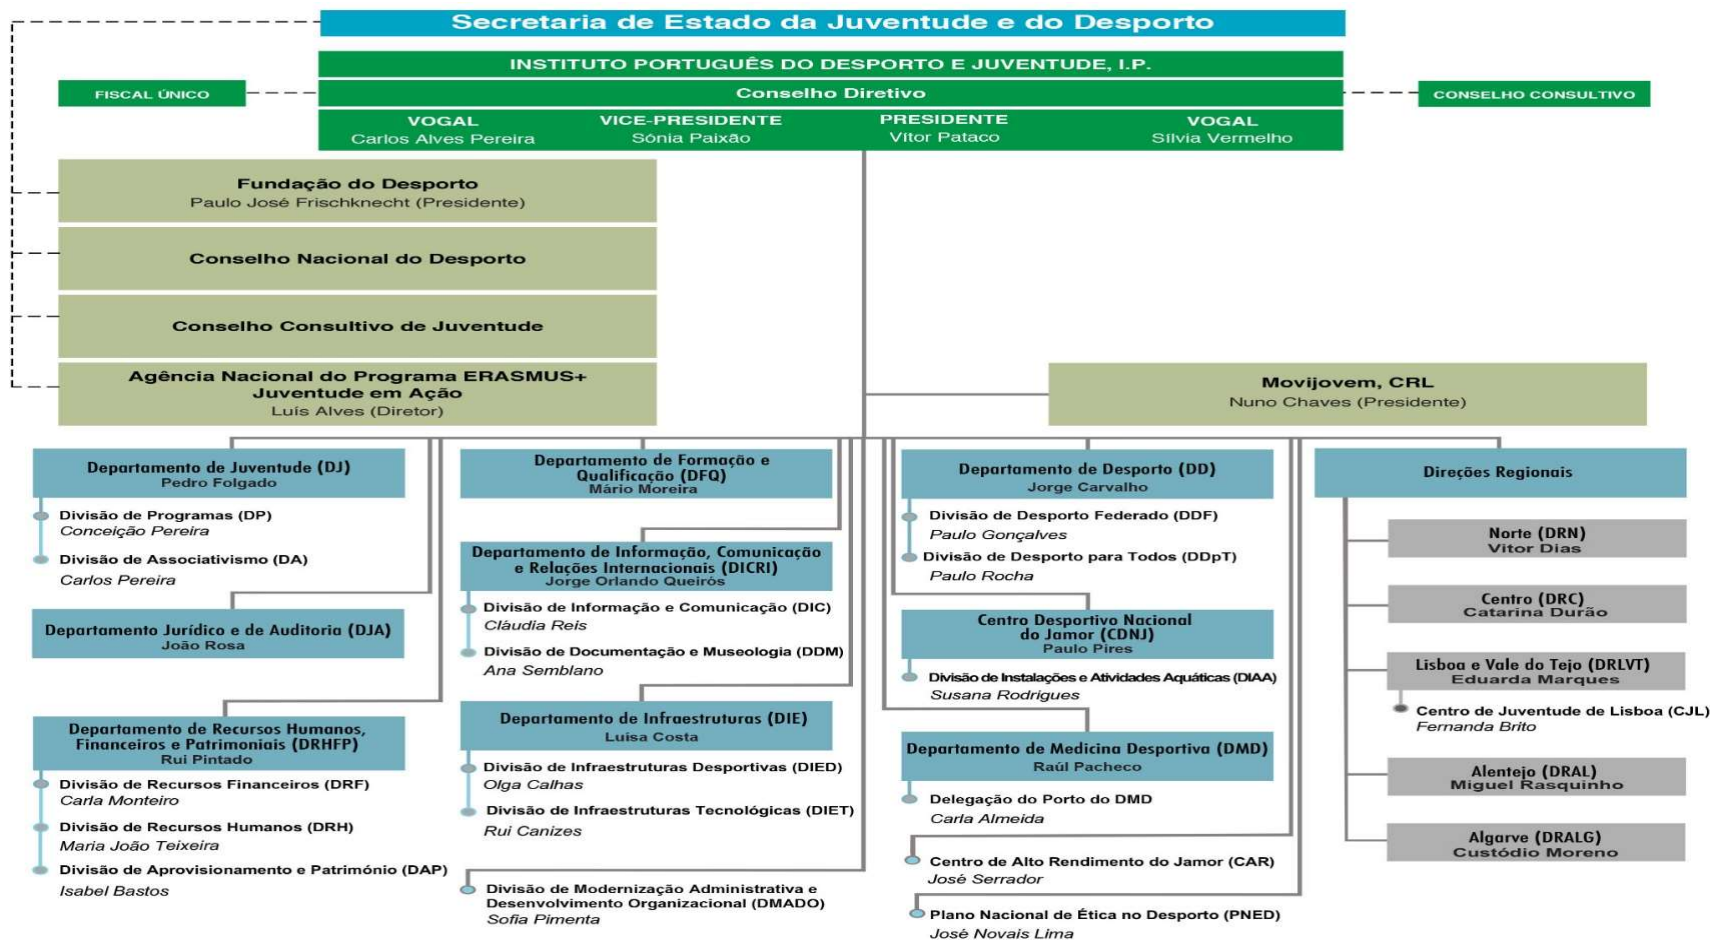 Secretaria de Estado da Juventude e do Desporto
INSTITUTO PORTUGUÊS DO DESPORTO E JUVENTUDE, I.P.
FISCAL ÚNICO
Conselho Diretivo
CONSELHO CONSULTIVO
VOGAL
Carlos Alves Pereira
VICE-PRESIDENTE
Sónia Paixão
PRESIDENTE
Vítor Pataco
VOGAL
Sílvia Vermelho
Fundação do Desporto
Paulo José Frischknecht (Presidente)
Conselho Nacional do Desporto
Conselho Consultivo de Juventude
Agência Nacional do Programa ERASMUS+
Juventude em Ação
Luís Alves (Diretor)
Movijovem, CRL
Nuno Chaves (Presidente)
Departamento de Juventude (DJ)
Pedro Folgado
Divisão de Programas (DP)
Conceição Pereira
Divisão de Associativismo (DA)
Carlos Pereira
Departamento Jurídico e de Auditoria (DJA)
João Rosa
Departamento de Recursos Humanos,
Financeiros e Patrimoniais (DRHFP)
Rui Pintado
Divisão de Recursos Financeiros (DRF)
Carla Monteiro
Divisão de Recursos Humanos (DRH)
Maria João Teixeira
Divisão de Aprovisionamento e Património (DAP)
Isabel Bastos
Departamento de Formação e
Qualificação (DFQ)
Mário Moreira
Departamento de Informação, Comunicação
e Relações Internacionais (DICRI)
Jorge Orlando Queirós
Divisão de Informação e Comunicação (DIC)
Cláudia Reis
Divisão de Documentação e Museologia (DDM)
Ana Semblano
Departamento de Infraestruturas (DIE)
Luisa Costa
Divisão de Infraestruturas Desportivas (DIED)
Olga Calhas
Divisão de Infraestruturas Tecnológicas (DIET)
Rui Canizes
Divisão de Modernização Administrativa e
Desenvolvimento Organizacional (DMADO)
Sofia Pimenta
Departamento de Desporto (DD)
Jorge Carvalho
Divisão de Desporto Federado (DDF)
Paulo Gonçalves
Divisão de Desporto para Todos (DDpT)
Paulo Rocha
Centro Desportivo Nacional
do Jamor (CDNJ)
Paulo Pires
Divisão de Instalações e Atividades Aquáticas (DIAA)
Susana Rodrigues
Departamento de Medicina Desportiva (DMD)
Raúl Pacheco
Delegação do Porto do DMD
Carla Almeida
Centro de Alto Rendimento do Jamor (CAR)
José Serrador
Plano Nacional de Ética no Desporto (PNED)
José Novais Lima
Direções Regionais
Norte (DRN)
Vitor Dias
Centro (DRC)
Catarina Durão
Lisboa e Vale do Tejo (DRLVT)
Eduarda Marques
Centro de Juventude de Lisboa (CJL)
Fernanda Brito
Alentejo (DRAL)
Miguel Rasquinho
Algarve (DRALG)
Custódio Moreno